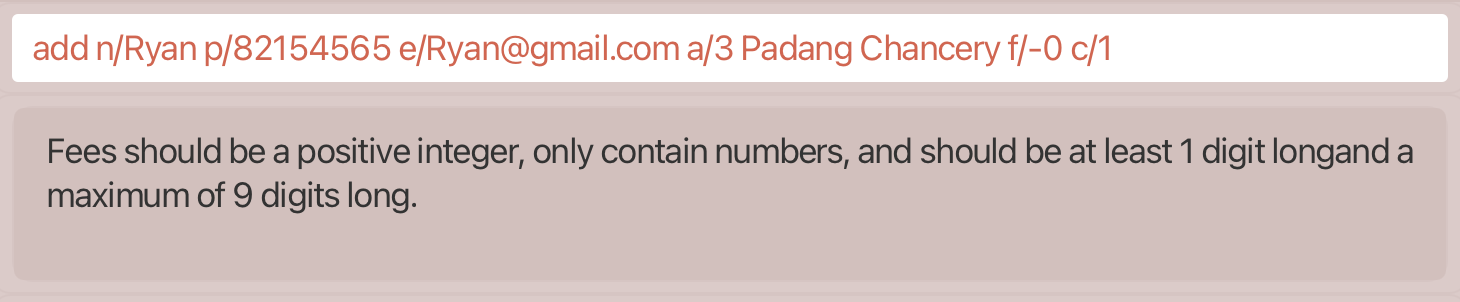 add n/Ryan p/82154565 e/Ryan@gmail.com a/3 Padang Chancery f/-0 c/1
Fees should be a positive integer, only contain numbers, and should be at least 1 digit longand a
maximum of 9 digits long.